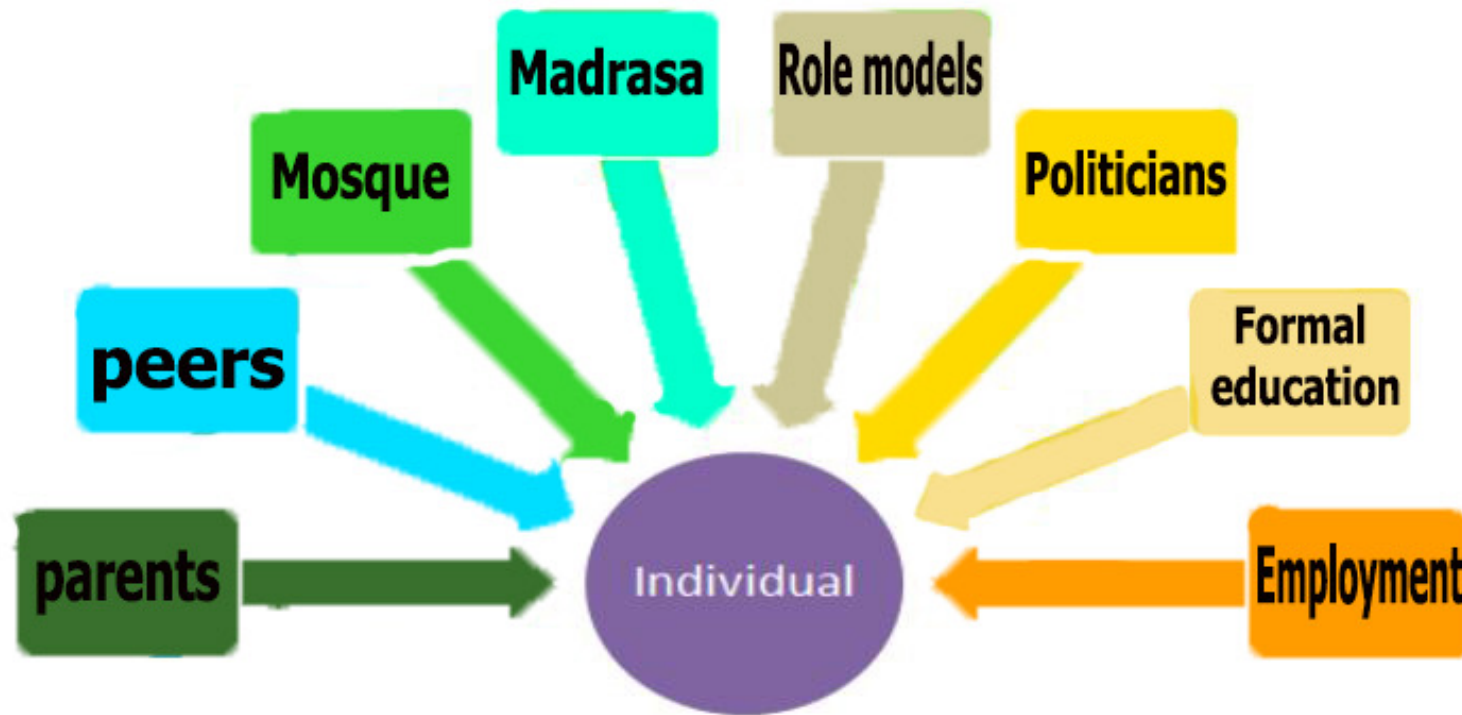 Madrasa
Role models
Mosque
Politicians
peers
Formal
education
parents
Individual
Employment